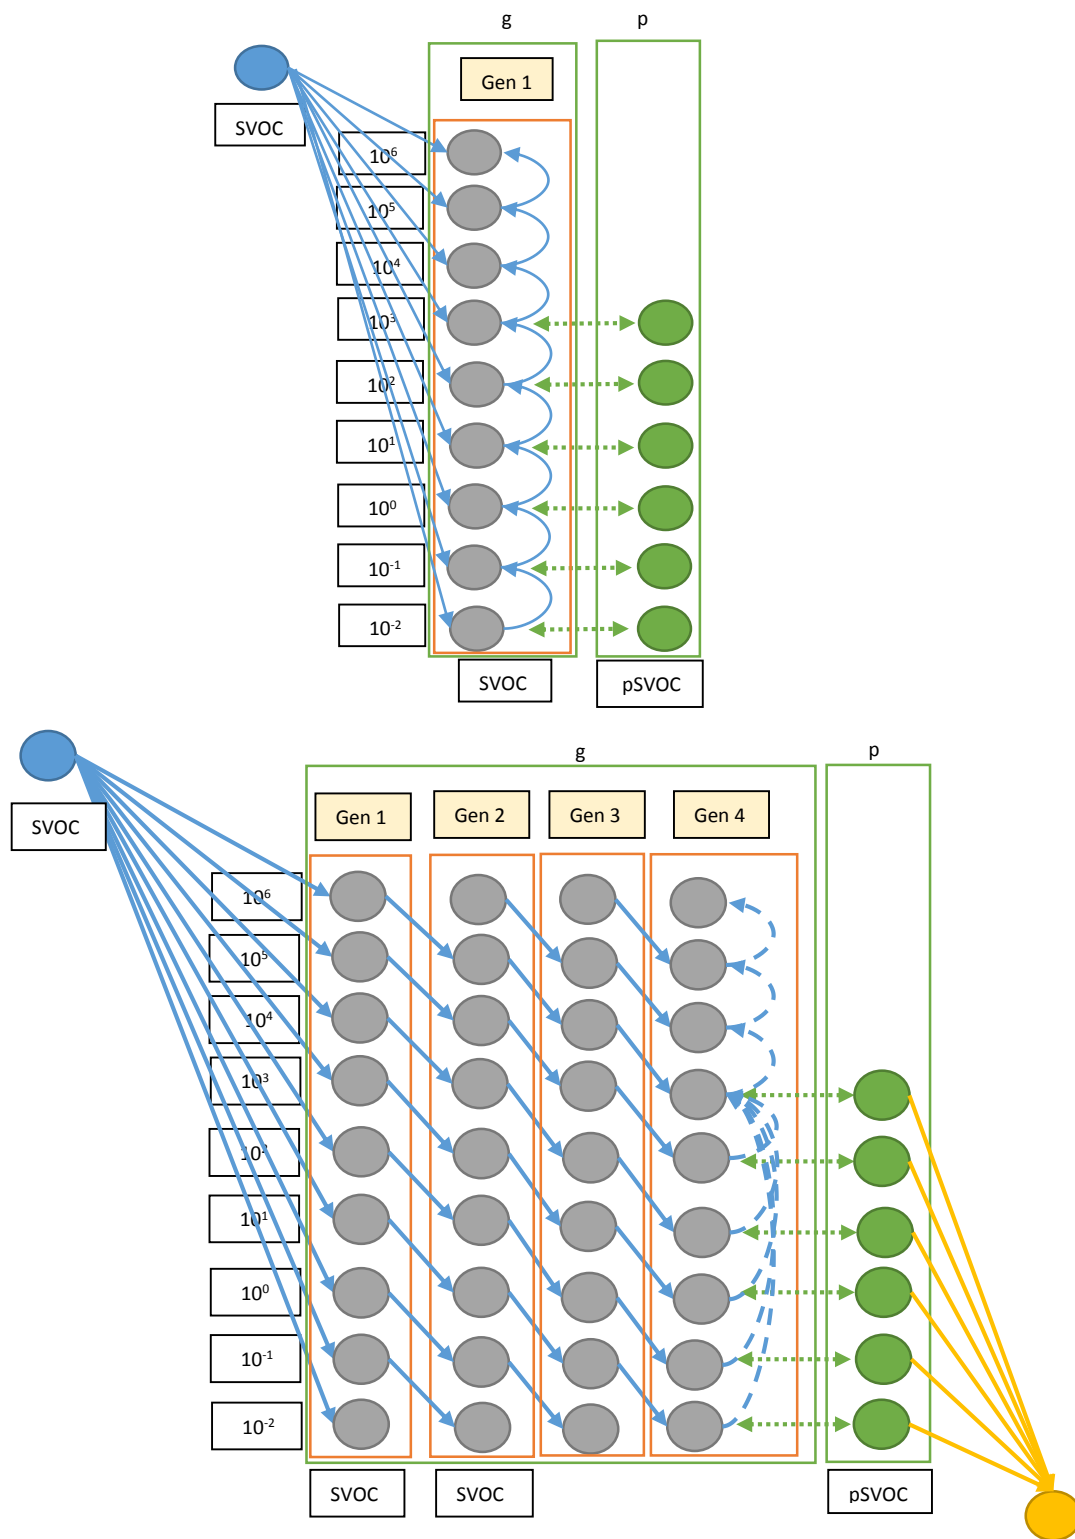 g p
Gen 1
SVOC
10⁶
10⁵
10⁴
10³
10²
10¹
10⁰
10⁻¹
10⁻²
SVOC pSVOC
g p
Gen 1 Gen 2 Gen 3 Gen 4
SVOC
10⁶
10⁵
10⁴
10³
10²
10¹
10⁰
10⁻¹
10⁻²
SVOC SVOC pSVOC